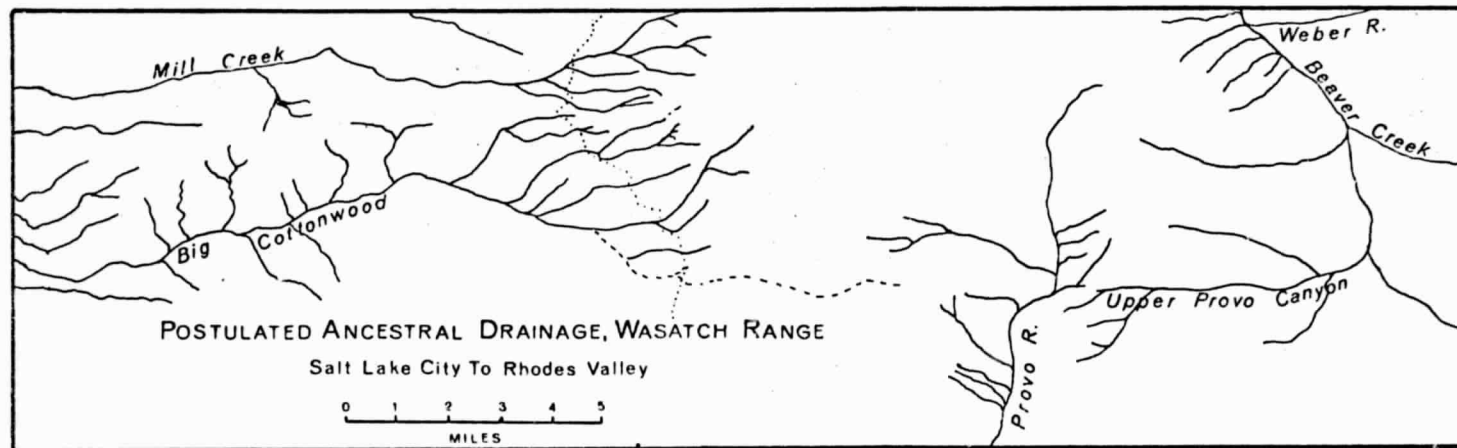 Mill Creek
Weber R.
Beaver Creek
Big Cottonwood
Upper Provo Canyon
Provo R.
POSTULATED ANCESTRAL DRAINAGE, WASATCH RANGE
Salt Lake City To Rhodes Valley
0 1 2 3 4 5
MILES